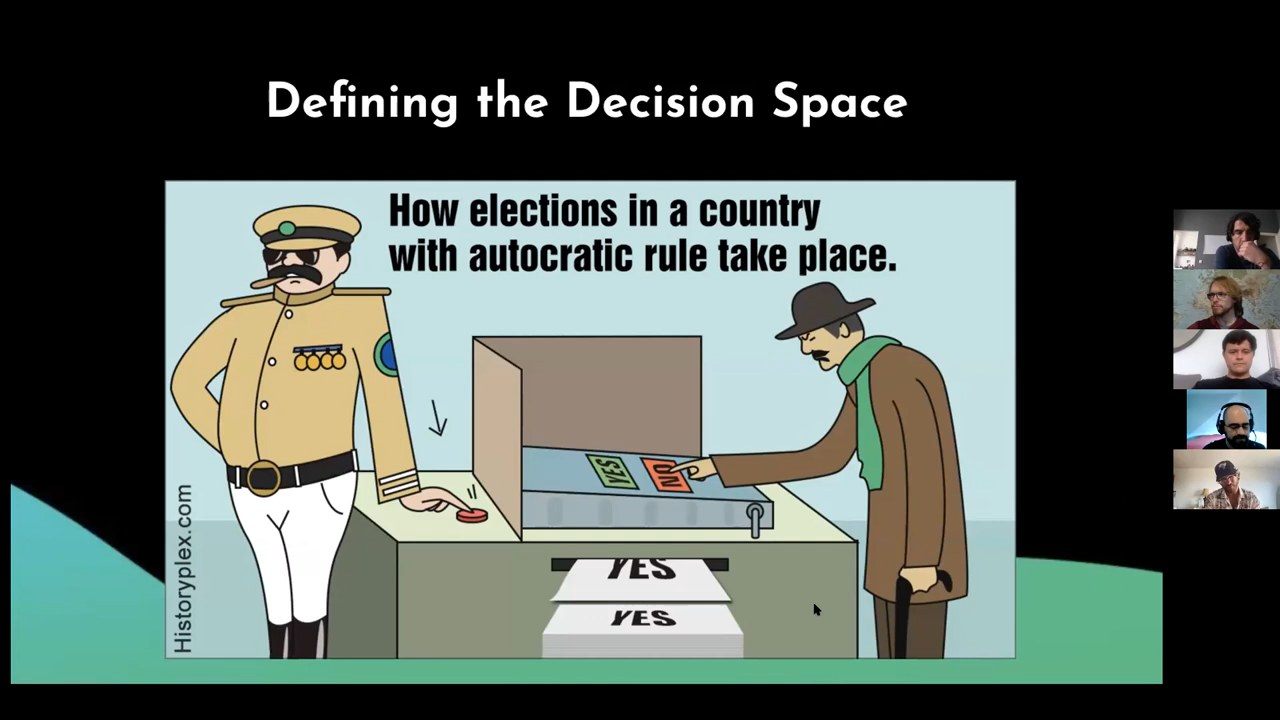 Defining the Decision Space
How elections in a country
with autocratic rule take place.
YES
NO
YES
YES
Historyplex.com